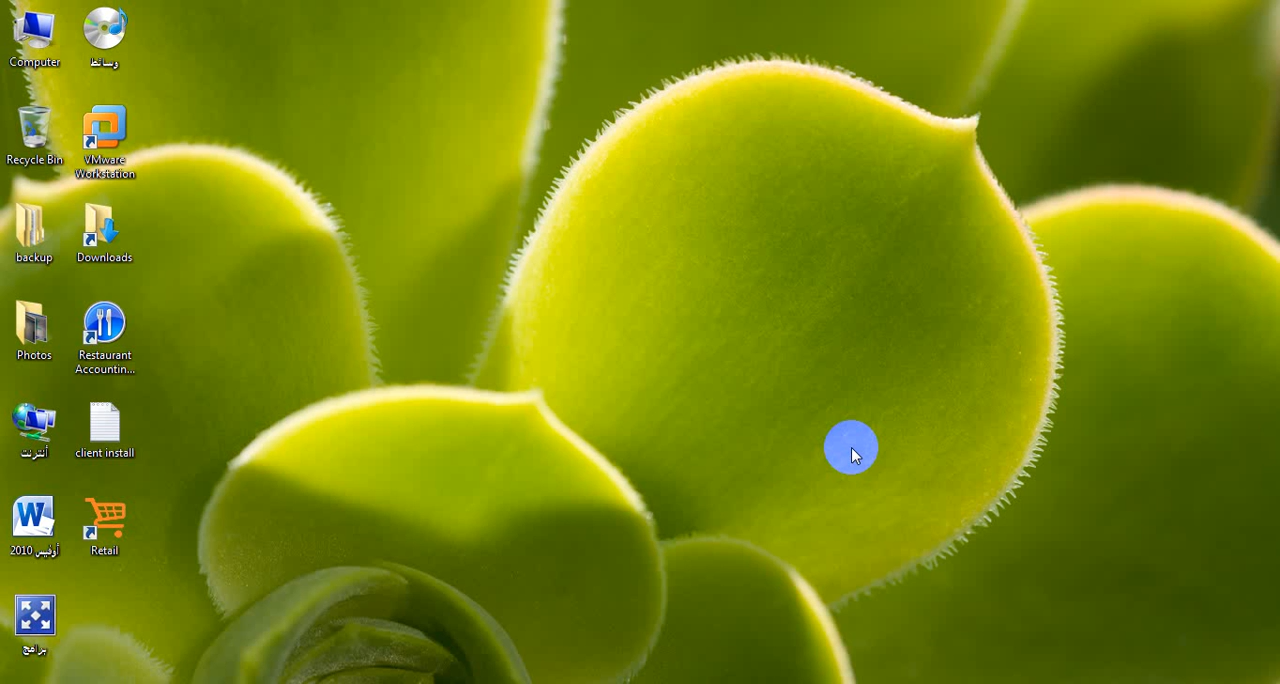 Computer
وسائط
Recycle Bin
VMware
Workstation
backup
Downloads
Photos
Restaurant
Accountin...
أنترنت
client install
أوفيس 2010
Retail
برامج